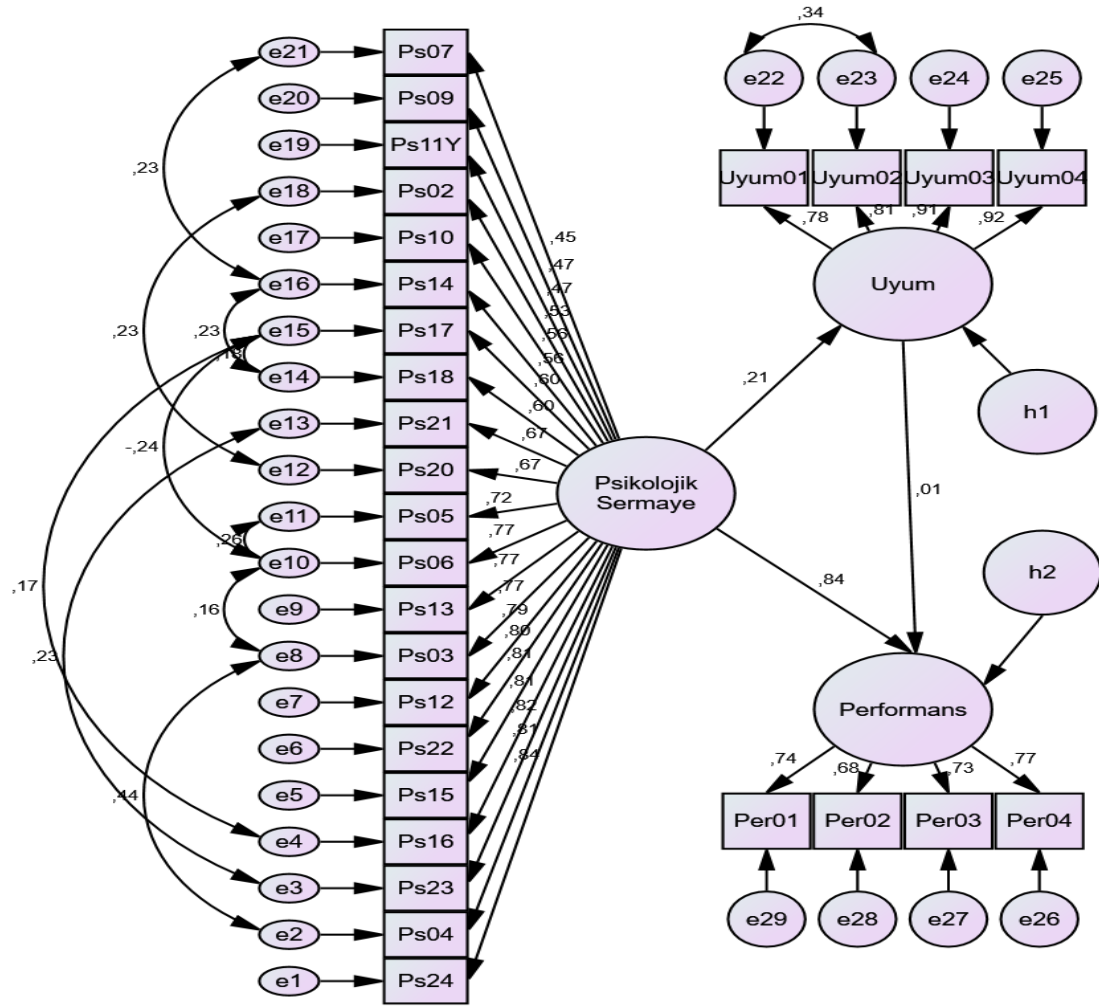 ,34
e21
Ps07
e22
e23
e24
e25
e20
Ps09
e19
Ps11Y
,23
e18
Ps02
Uyum01
Uyum02
Uyum03
Uyum04
,78
,81
,91
,92
e17
Ps10
,45
,47
,47
,53
,56
,56
,60
,60
,67
,67
,72
,77
,77
,77
,79
,80
,81
,81
,82
,81
,84
e16
Ps14
Uyum
,23
,23
e15
Ps17
e14
Ps18
,21
h1
e13
Ps21
-,24
e12
Ps20
Psikolojik
Sermaye
,01
e11
Ps05
,26
e10
Ps06
h2
,17
,84
,16
e9
Ps13
,23
e8
Ps03
e7
Ps12
Performans
e6
Ps22
,74
,68
,73
,77
,44
e5
Ps15
e4
Ps16
Per01
Per02
Per03
Per04
e3
Ps23
e2
Ps04
e29
e28
e27
e26
e1
Ps24